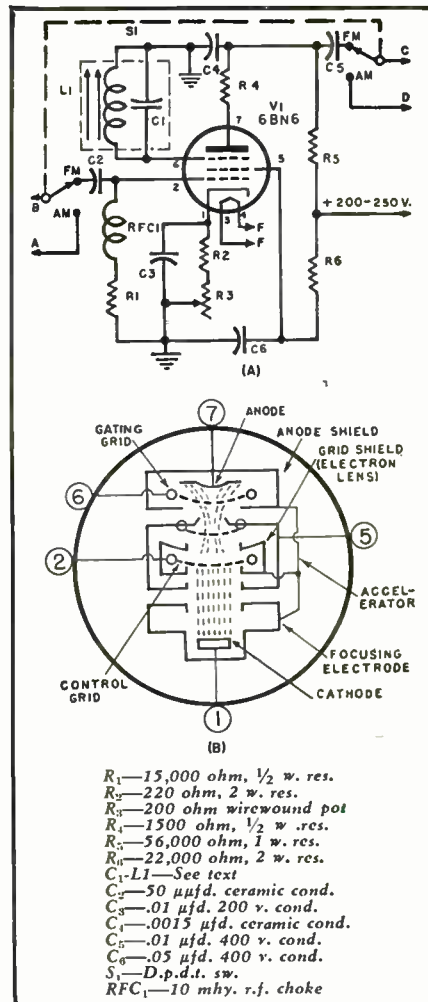 S1
C4
C5
FM
AM
C
D
L1
C1
R4
V1
6BN6
7
FM
C2
6
2
5
R5
B
AM
1
3
4
+ 200-250 V.
RFC1
F
F
A
R2
R6
C3
R1
R3
C6
(A)
7
ANODE
GATING
GRID
ANODE SHIELD
GRID SHIELD
(ELECTRON
LENS)
6
5
2
ACCEL-
ERATOR
FOCUSING
ELECTRODE
CONTROL
GRID
CATHODE
1
(B)
R₁—15,000 ohm, ½ w. res.
R₂—220 ohm, 2 w. res.
R₃—200 ohm wirewound pot
R₄—1500 ohm, ½ w .res.
R₅—56,000 ohm, 1 w. res.
R₆—22,000 ohm, 2 w. res.
C₁-L1—See text
C₂—50 μμfd. ceramic cond.
C₃—.01 μfd. 200 v. cond.
C₄—.0015 μfd. ceramic cond.
C₅—.01 μfd. 400 v. cond.
C₆—.05 μfd. 400 v. cond.
S₁—D.p.d.t. sw.
RFC₁—10 mhy. r.f. choke